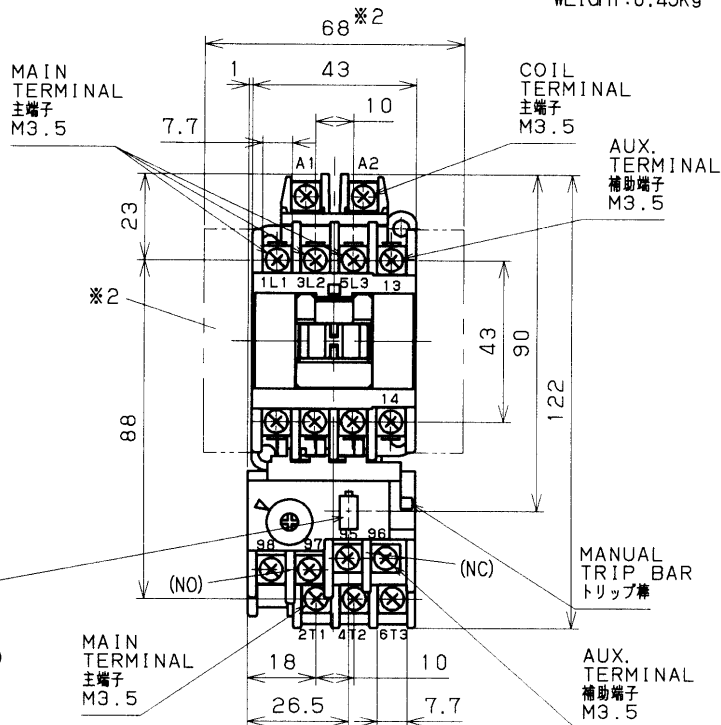 WEIGHT:0.45Kg
68 ※2
1 43
MAIN
TERMINAL
主端子
M3.5
COIL
TERMINAL
主端子
M3.5
7.7
10
A1 A2
AUX.
TERMINAL
補助端子
M3.5
23
1L1 3L2 5L3 13
※2
43
90
122
88
14
98 97 95 96
(NO)
(NC)
MANUAL
TRIP BAR
トリップ棒
2T1 4T2 6T3
MAIN
TERMINAL
主端子
M3.5
18
10
26.5
7.7
AUX.
TERMINAL
補助端子
M3.5
)